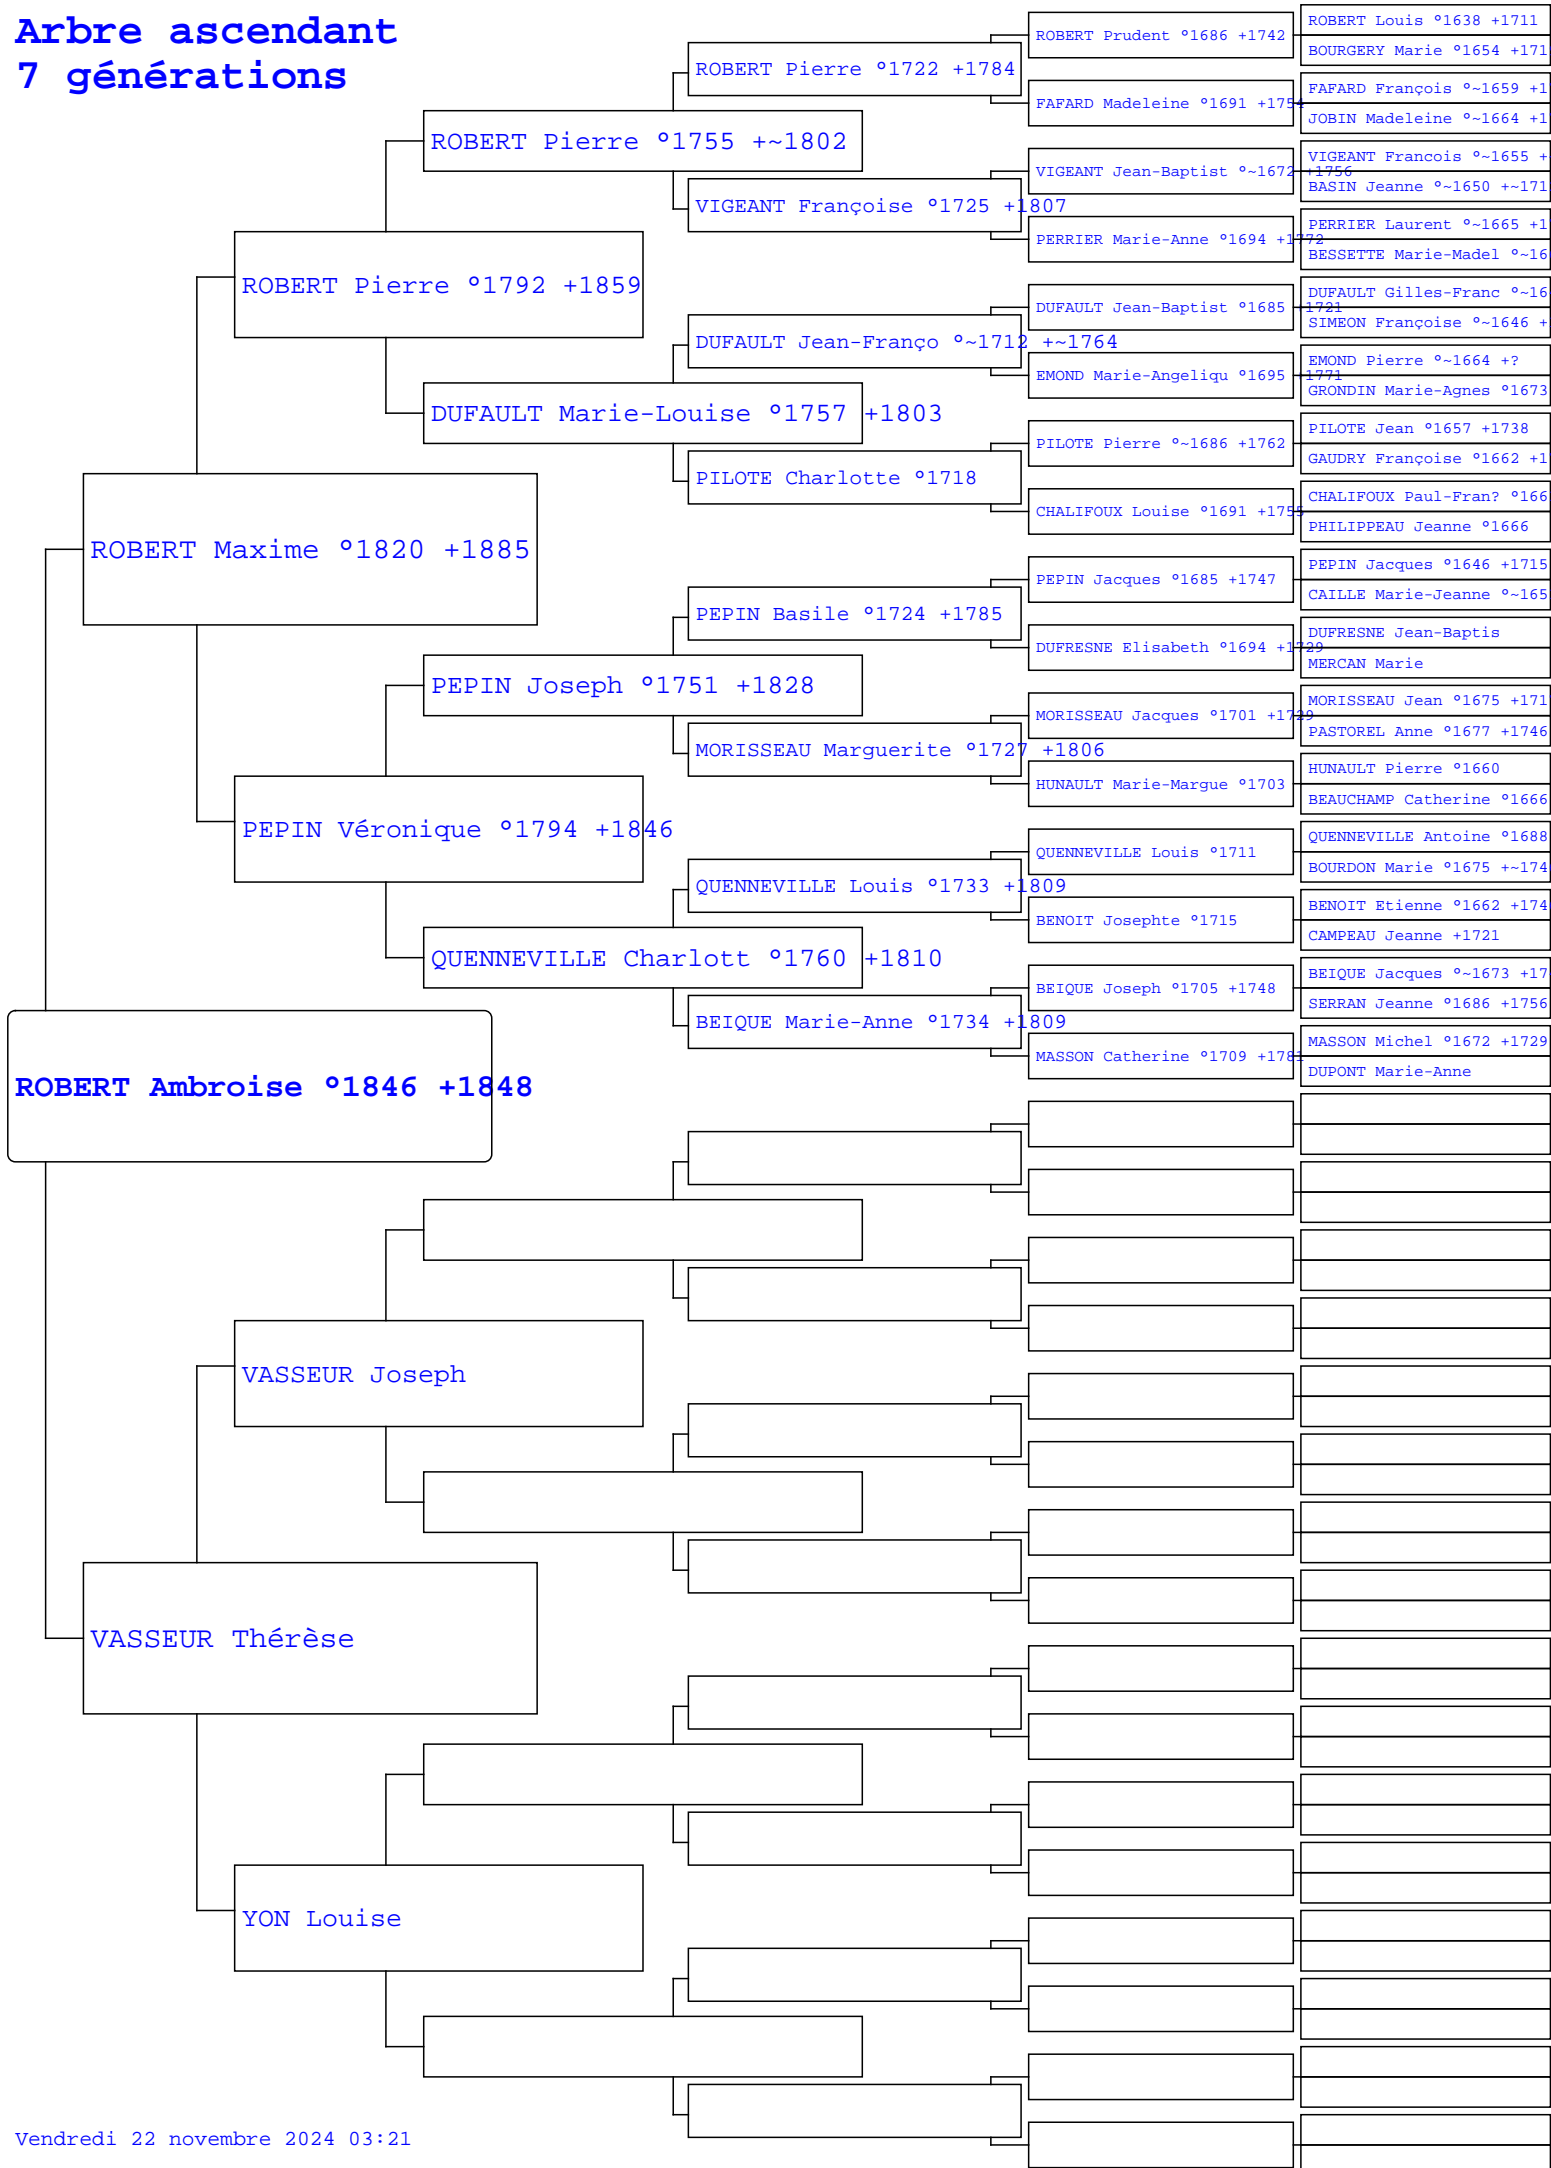 Arbre ascendant
7 générations
ROBERT Ambroise °1846 +1848
ROBERT Maxime °1820 +1885
VASSEUR Thérèse
ROBERT Pierre °1792 +1859
PEPIN Véronique °1794 +1846
VASSEUR Joseph
YON Louise
ROBERT Pierre °1755 +~1802
DUFAULT Marie-Louise °1757 +1803
PEPIN Joseph °1751 +1828
QUENNEVILLE Charlott °1760 +1810
ROBERT Pierre °1722 +1784
VIGEANT Françoise °1725 +1807
DUFAULT Jean-Franço °~1712 +~1764
PILOTE Charlotte °1718
PEPIN Basile °1724 +1785
MORISSEAU Marguerite °1727 +1806
QUENNEVILLE Louis °1733 +1809
BEIQUE Marie-Anne °1734 +1809
ROBERT Prudent °1686 +1742
FAFARD Madeleine °1691 +1754
VIGEANT Jean-Baptist °~1672 +1756
PERRIER Marie-Anne °1694 +1772
DUFAULT Jean-Baptist °1685 +1721
EMOND Marie-Angeliqu °1695 +1771
PILOTE Pierre °~1686 +1762
CHALIFOUX Louise °1691 +1755
PEPIN Jacques °1685 +1747
DUFRESNE Elisabeth °1694 +1729
MORISSEAU Jacques °1701 +1729
HUNAULT Marie-Margue °1703
QUENNEVILLE Louis °1711
BENOIT Josephte °1715
BEIQUE Joseph °1705 +1748
MASSON Catherine °1709 +1781
ROBERT Louis °1638 +1711
BOURGERY Marie °1654 +171
FAFARD François °~1659 +1
JOBIN Madeleine °~1664 +1
VIGEANT Francois °~1655 +
BASIN Jeanne °~1650 +~171
PERRIER Laurent °~1665 +1
BESSETTE Marie-Madel °~16
DUFAULT Gilles-Franc °~16
SIMEON Françoise °~1646 +
EMOND Pierre °~1664 +?
GRONDIN Marie-Agnes °1673
PILOTE Jean °1657 +1738
GAUDRY Françoise °1662 +1
CHALIFOUX Paul-Fran? °166
PHILIPPEAU Jeanne °1666
PEPIN Jacques °1646 +1715
CAILLE Marie-Jeanne °~165
DUFRESNE Jean-Baptis
MERCAN Marie
MORISSEAU Jean °1675 +171
PASTOREL Anne °1677 +1746
HUNAULT Pierre °1660
BEAUCHAMP Catherine °1666
QUENNEVILLE Antoine °1688
BOURDON Marie °1675 +~174
BENOIT Etienne °1662 +174
CAMPEAU Jeanne +1721
BEIQUE Jacques °~1673 +17
SERRAN Jeanne °1686 +1756
MASSON Michel °1672 +1729
DUPONT Marie-Anne
Vendredi 22 novembre 2024 03:21